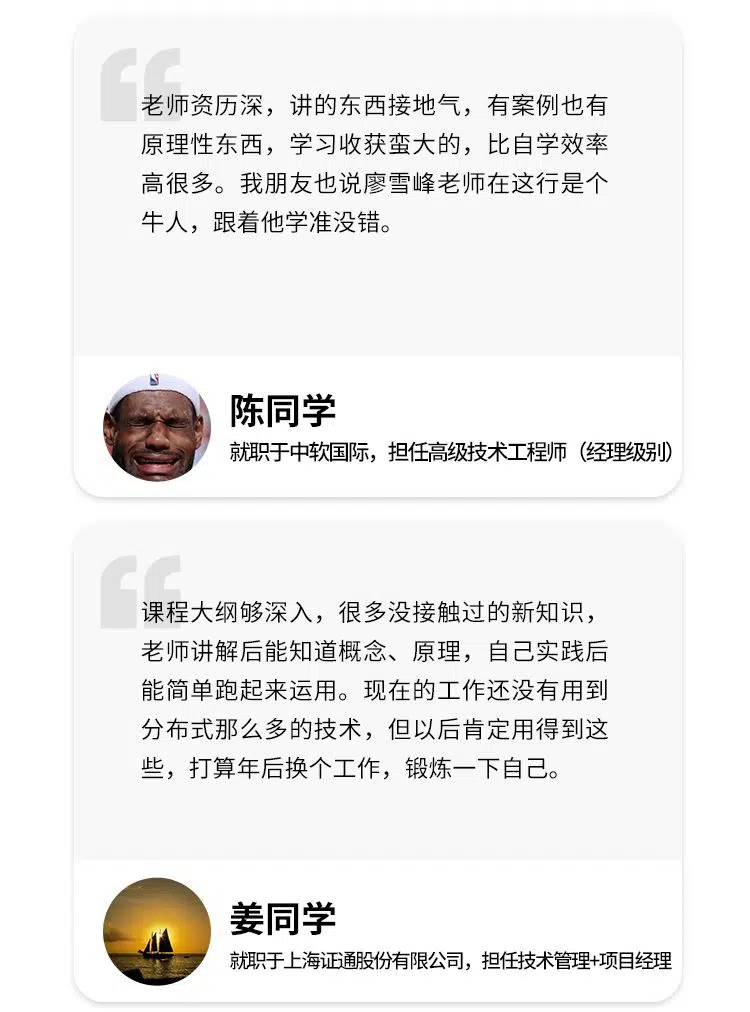 老师资历深，讲的东西接地气，有案例也有
原理性东西，学习收获蛮大的，比自学效率
高很多。我朋友也说廖雪峰老师在这行是个
牛人，跟着他学准没错。
陈同学
就职于中软国际，担任高级技术工程师（经理级别）
课程大纲够深入，很多没接触过的新知识，
老师讲解后能知道概念、原理，自己实践后
能简单跑起来运用。现在的工作还没有用到
分布式那么多的技术，但以后肯定用得到这
些，打算年后换个工作，锻炼一下自己。
姜同学
就职于上海证通股份有限公司，担任技术管理+项目经理